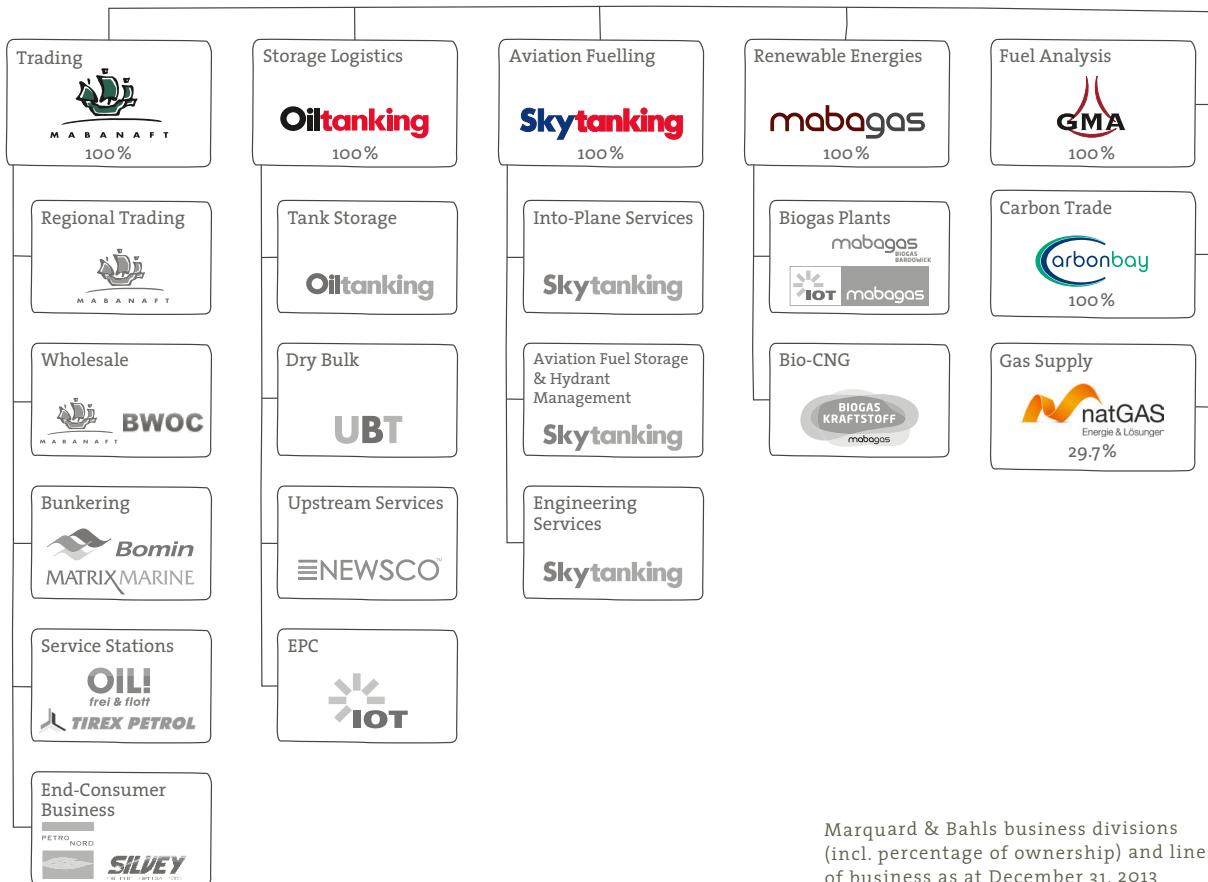 Trading
MABANAFT
100%
Regional Trading
MABANAFT
Wholesale
MABANAFT
BWOC
Bunkering
Bomin
MATRIX MARINE
Service Stations
OIL!
frei & flott
TIREX PETROL
End-Consumer
Business
PETRO
NORD
SILVEY
Storage Logistics
Oiltanking
100%
Tank Storage
Oiltanking
Dry Bulk
UBT
Upstream Services
NEWSCO™
EPC
IOT
Aviation Fuelling
Skytanking
100%
Into-Plane Services
Skytanking
Aviation Fuel Storage
& Hydrant
Management
Skytanking
Engineering
Services
Skytanking
Renewable Energies
mabagas
100%
Biogas Plants
mabagas
BIOGAS
BARDOWICK
IOT mabagas
Bio-CNG
BIOGAS
KRAFTSTOFF
mabagas
Fuel Analysis
GMA
100%
Carbon Trade
Carbonbay
100%
Gas Supply
natGAS
Energie & Lösungen
29.7%
Marquard & Bahls business divisions
(incl. percentage of ownership) and lines
of business as at December 31, 2013